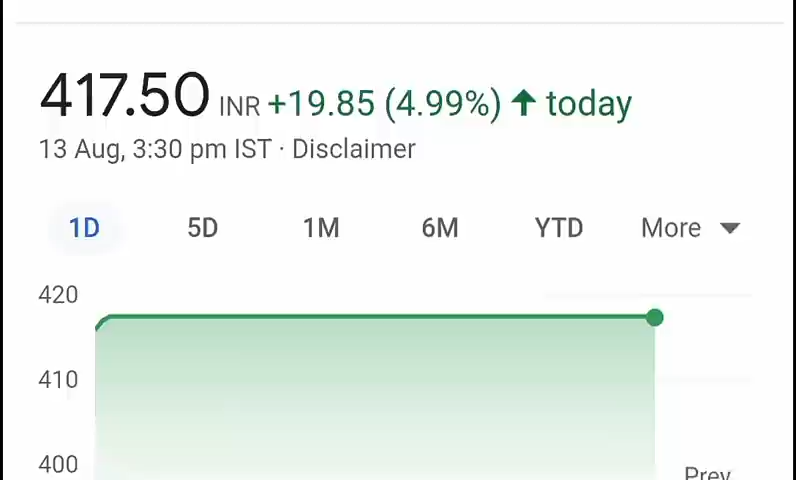 417.50 INR +19.85 (4.99%) ↑ today
13 Aug, 3:30 pm IST · Disclaimer
1D 5D 1M 6M YTD More
420
410
400
Prev